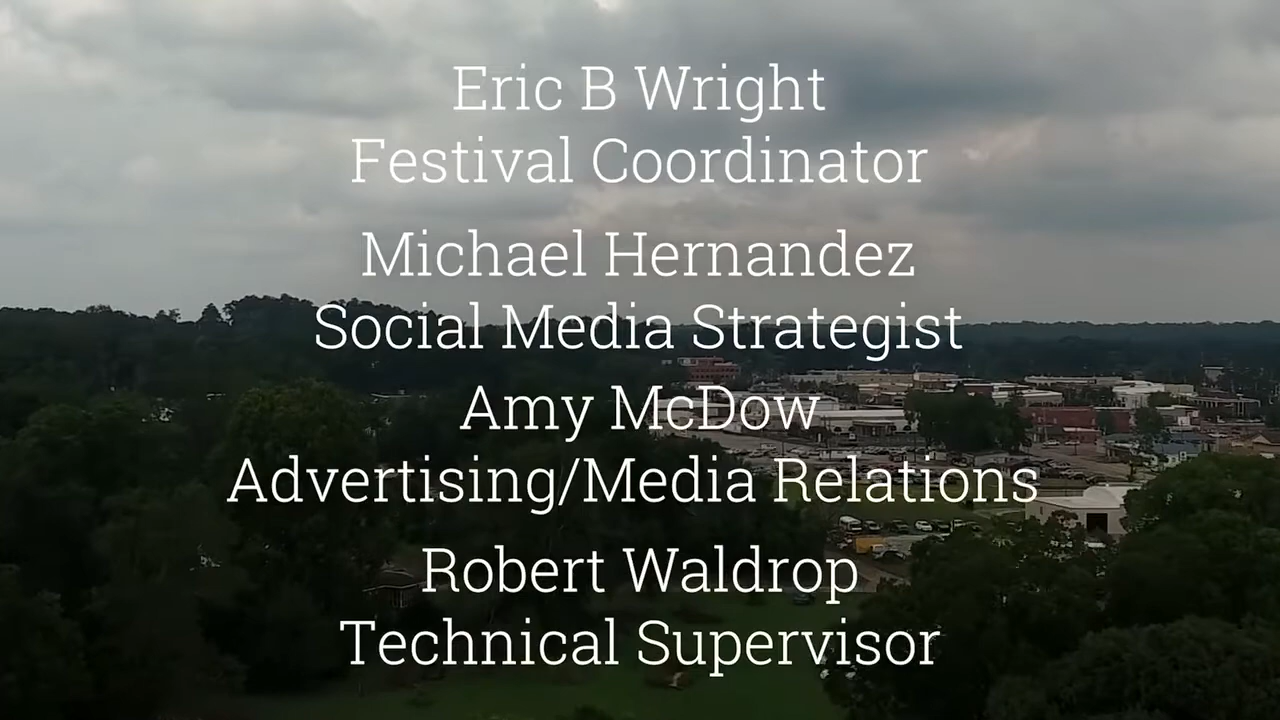 Eric B Wright
Festival Coordinator
Michael Hernandez
Social Media Strategist
Amy McDow
Advertising/Media Relations
Robert Waldrop
Technical Supervisor